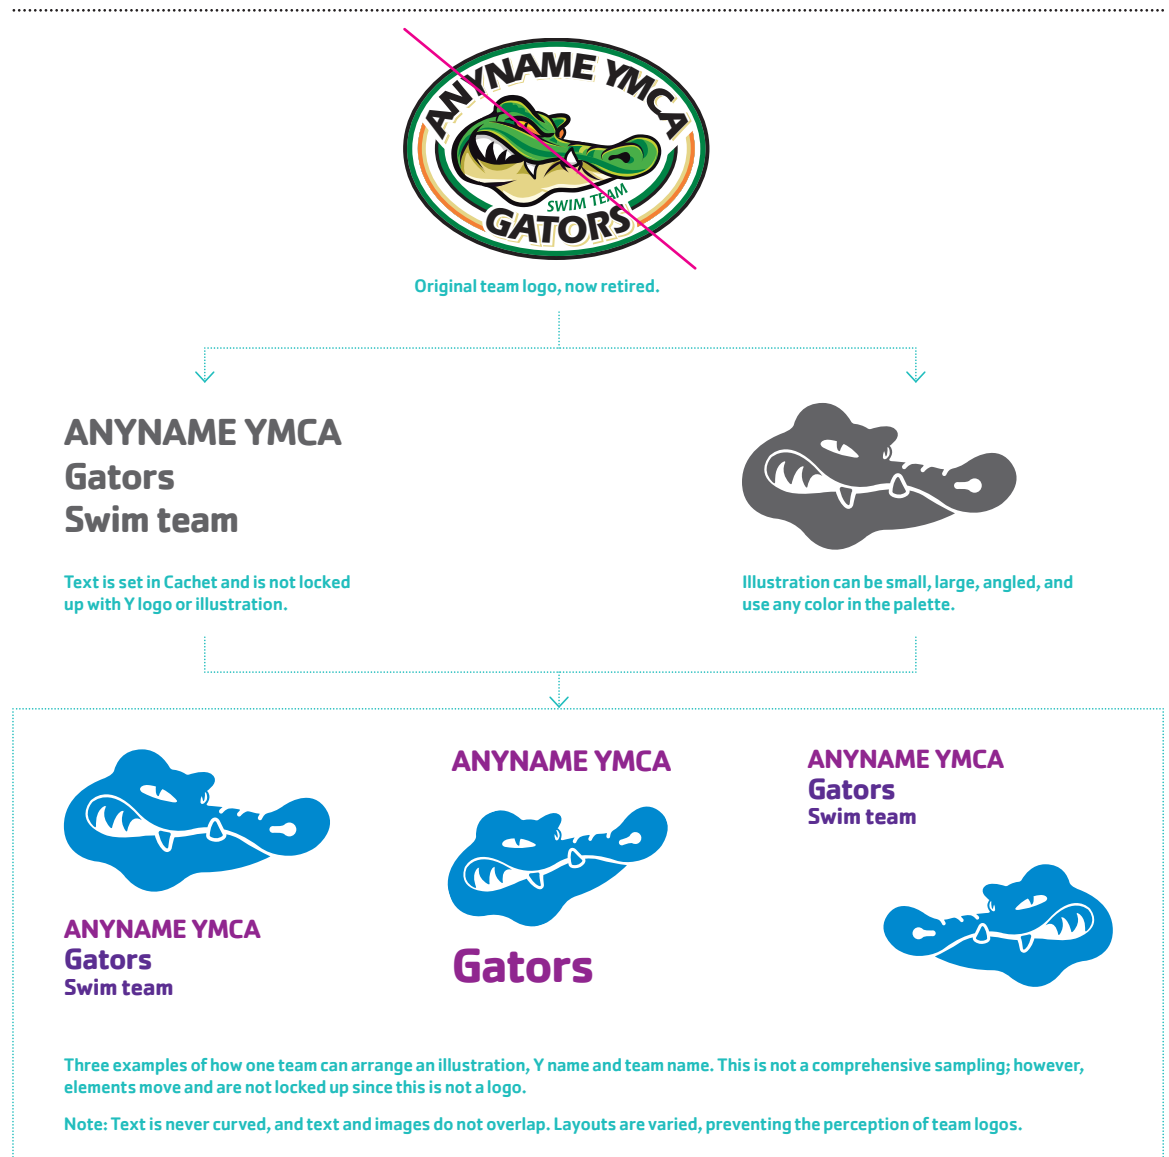 ANYNAME YMCA
SWIM TEAM
GATORS
Original team logo, now retired.
ANYNAME YMCA
Gators
Swim team
Text is set in Cachet and is not locked
up with Y logo or illustration.
Illustration can be small, large, angled, and
use any color in the palette.
ANYNAME YMCA
Gators
Swim team
ANYNAME YMCA
Gators
ANYNAME YMCA
Gators
Swim team
Three examples of how one team can arrange an illustration, Y name and team name. This is not a comprehensive sampling; however,
elements move and are not locked up since this is not a logo.
Note: Text is never curved, and text and images do not overlap. Layouts are varied, preventing the perception of team logos.